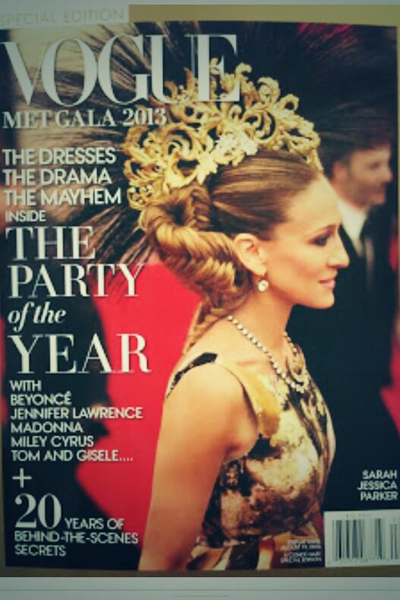 SPECIAL EDITION
VOGUE
MET GALA 2013
THE DRESSES
THE DRAMA
THE MAYHEM
INSIDE
THE
PARTY
of the
YEAR
WITH
BEYONCÉ
JENNIFER LAWRENCE
MADONNA
MILEY CYRUS
TOM AND GISELE....
+
20 YEARS OF
BEHIND-THE-SCENES
SECRETS
SARAH
JESSICA
PARKER